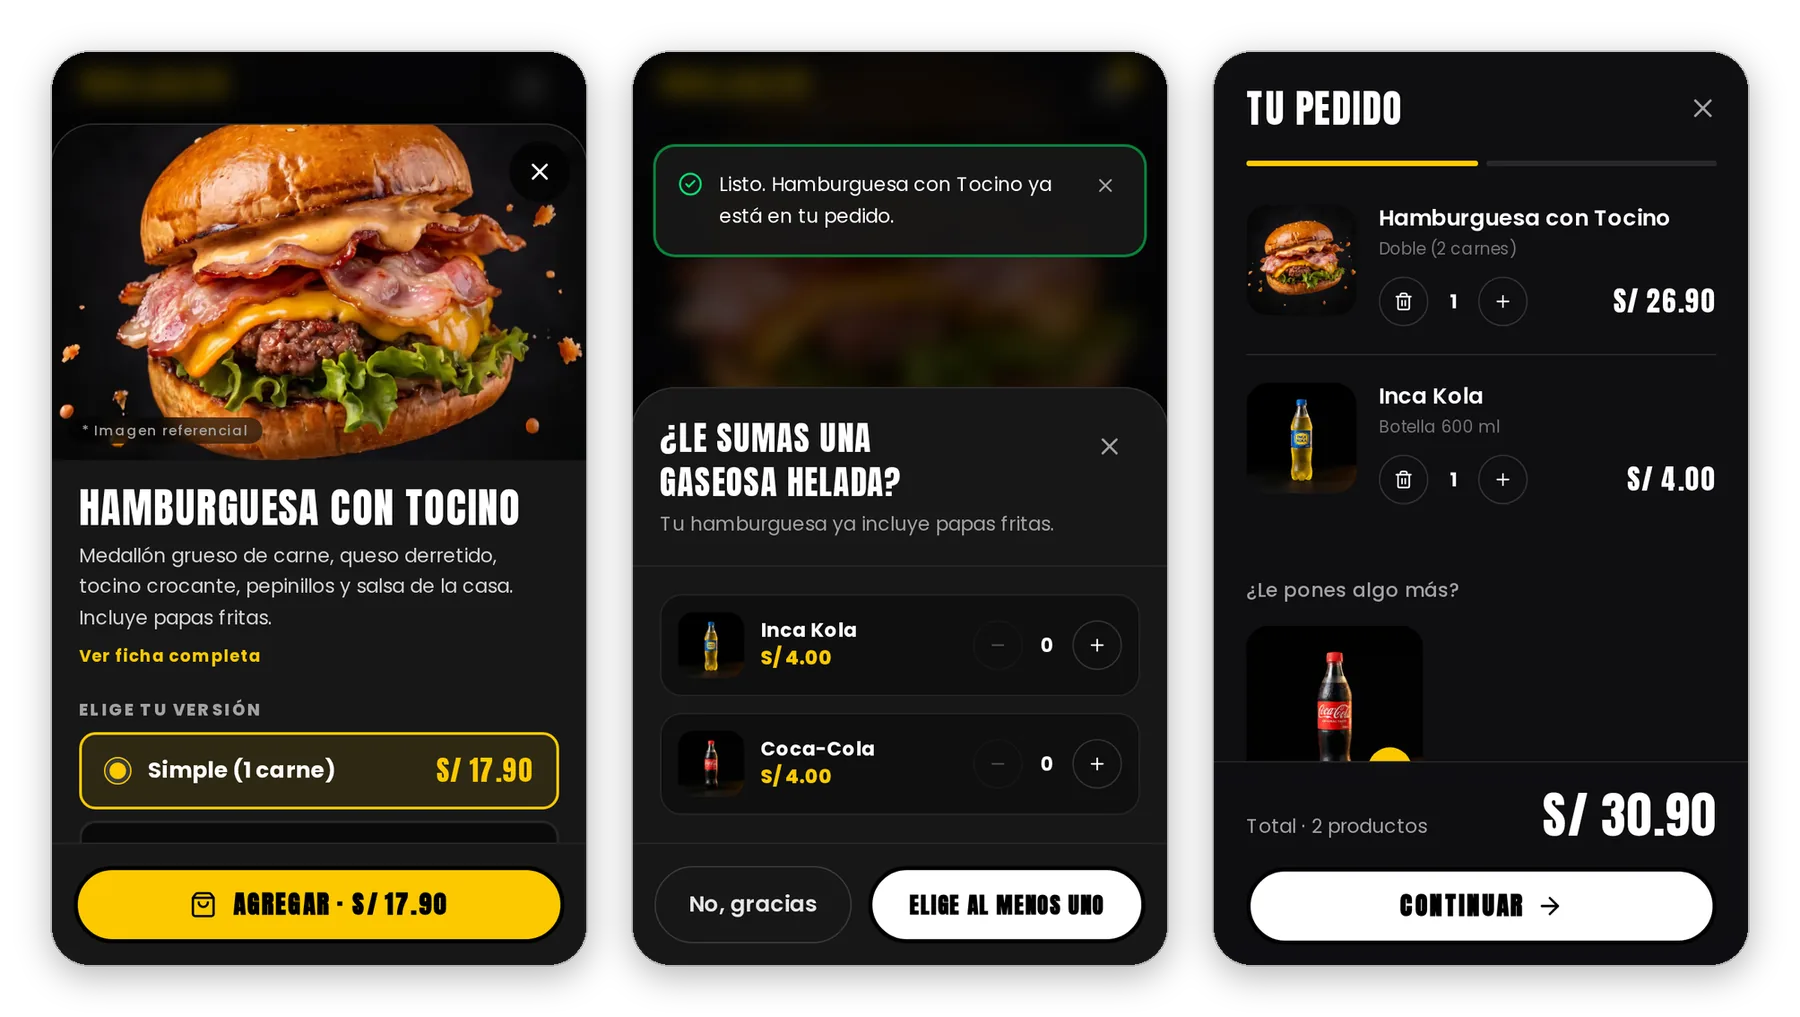 * Imagen referencial
HAMBURGUESA CON TOCINO
Medallón grueso de carne, queso derretido,
tocino crocante, pepinillos y salsa de la casa.
Incluye papas fritas.
Ver ficha completa
ELIGE TU VERSIÓN
Simple (1 carne) S/ 17.90
AGREGAR · S/ 17.90
Listo. Hamburguesa con Tocino ya
está en tu pedido.
¿LE SUMAS UNA
GASEOSA HELADA?
Tu hamburguesa ya incluye papas fritas.
Inca Kola
S/ 4.00
0
Coca-Cola
S/ 4.00
0
No, gracias
ELIGE AL MENOS UNO
TU PEDIDO
Hamburguesa con Tocino
Doble (2 carnes)
1 S/ 26.90
Inca Kola
Botella 600 ml
1 S/ 4.00
¿Le pones algo más?
Coca-Cola
Total · 2 productos S/ 30.90
CONTINUAR